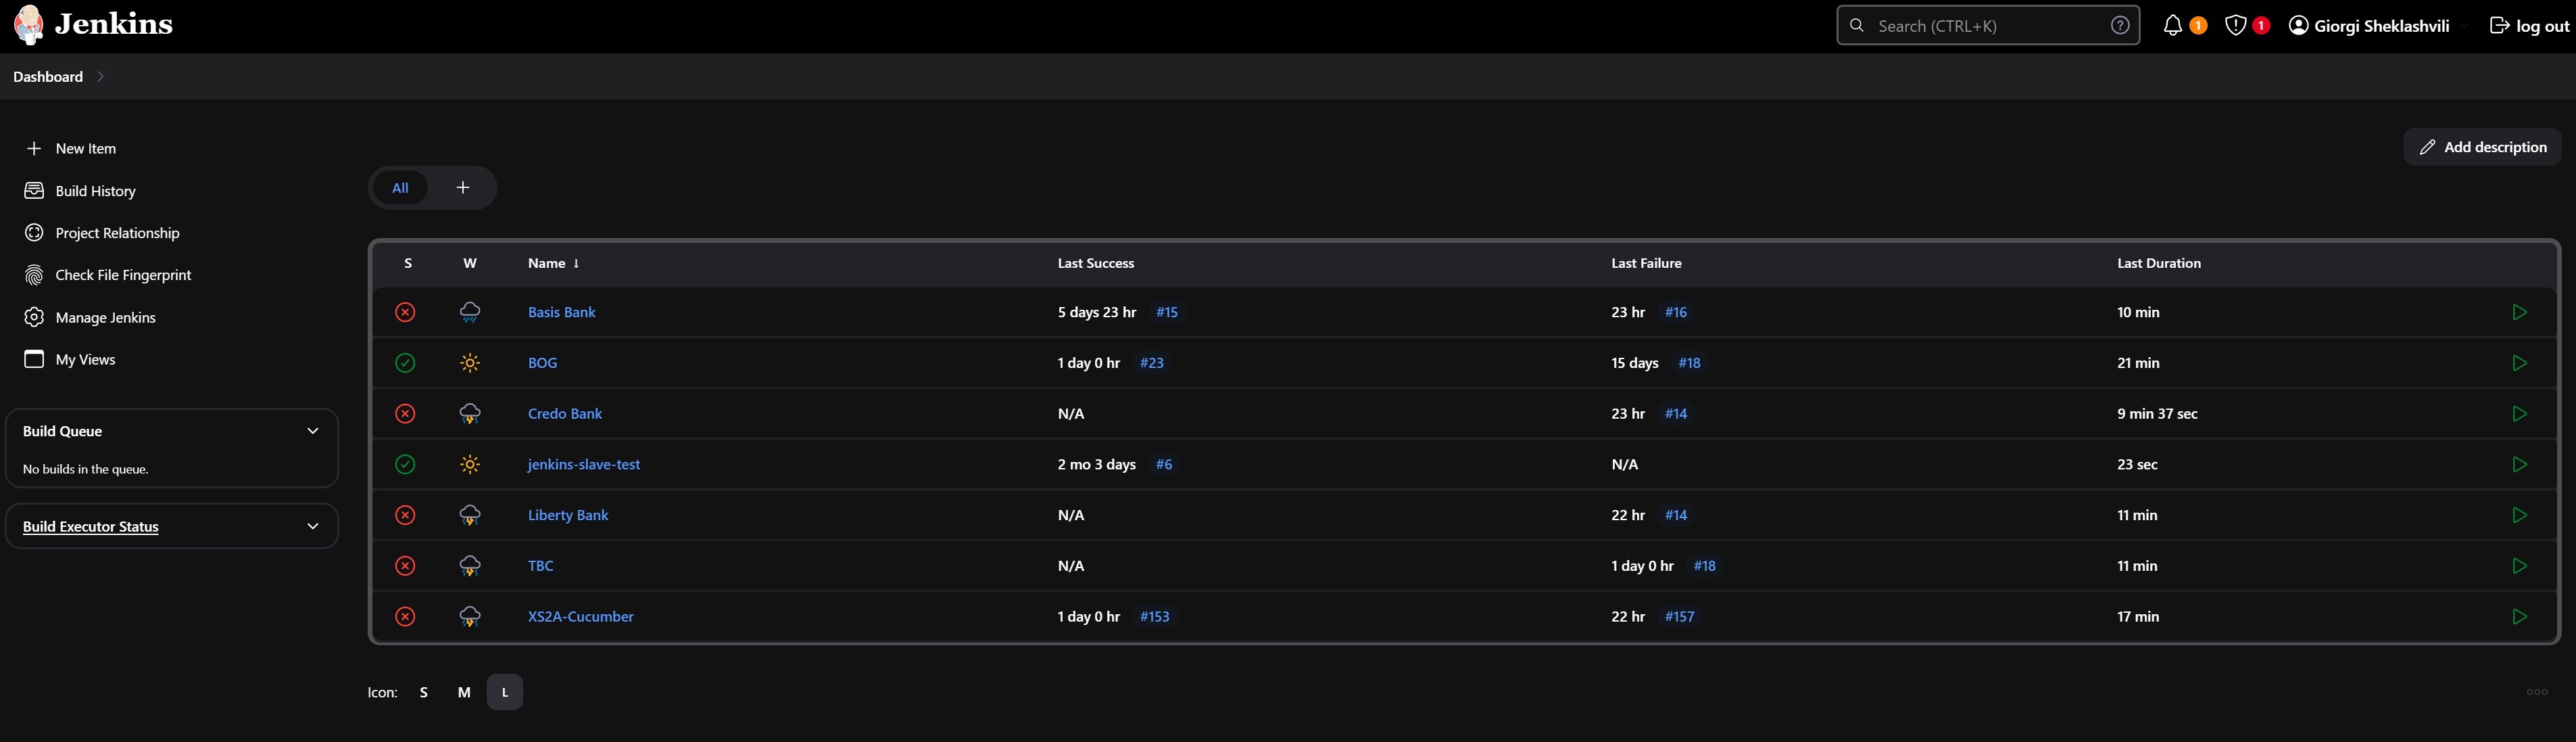 Jenkins
Search (CTRL+K)
1
1
Giorgi Sheklashvili
log out
Dashboard
New Item
Build History
Project Relationship
Check File Fingerprint
Manage Jenkins
My Views
Build Queue
No builds in the queue.
Build Executor Status
Add description
All +
S W Name ↓ Last Success Last Failure Last Duration
Basis Bank 5 days 23 hr #15 23 hr #16 10 min
BOG 1 day 0 hr #23 15 days #18 21 min
Credo Bank N/A 23 hr #14 9 min 37 sec
jenkins-slave-test 2 mo 3 days #6 N/A 23 sec
Liberty Bank N/A 22 hr #14 11 min
TBC N/A 1 day 0 hr #18 11 min
XS2A-Cucumber 1 day 0 hr #153 22 hr #157 17 min
Icon: S M L